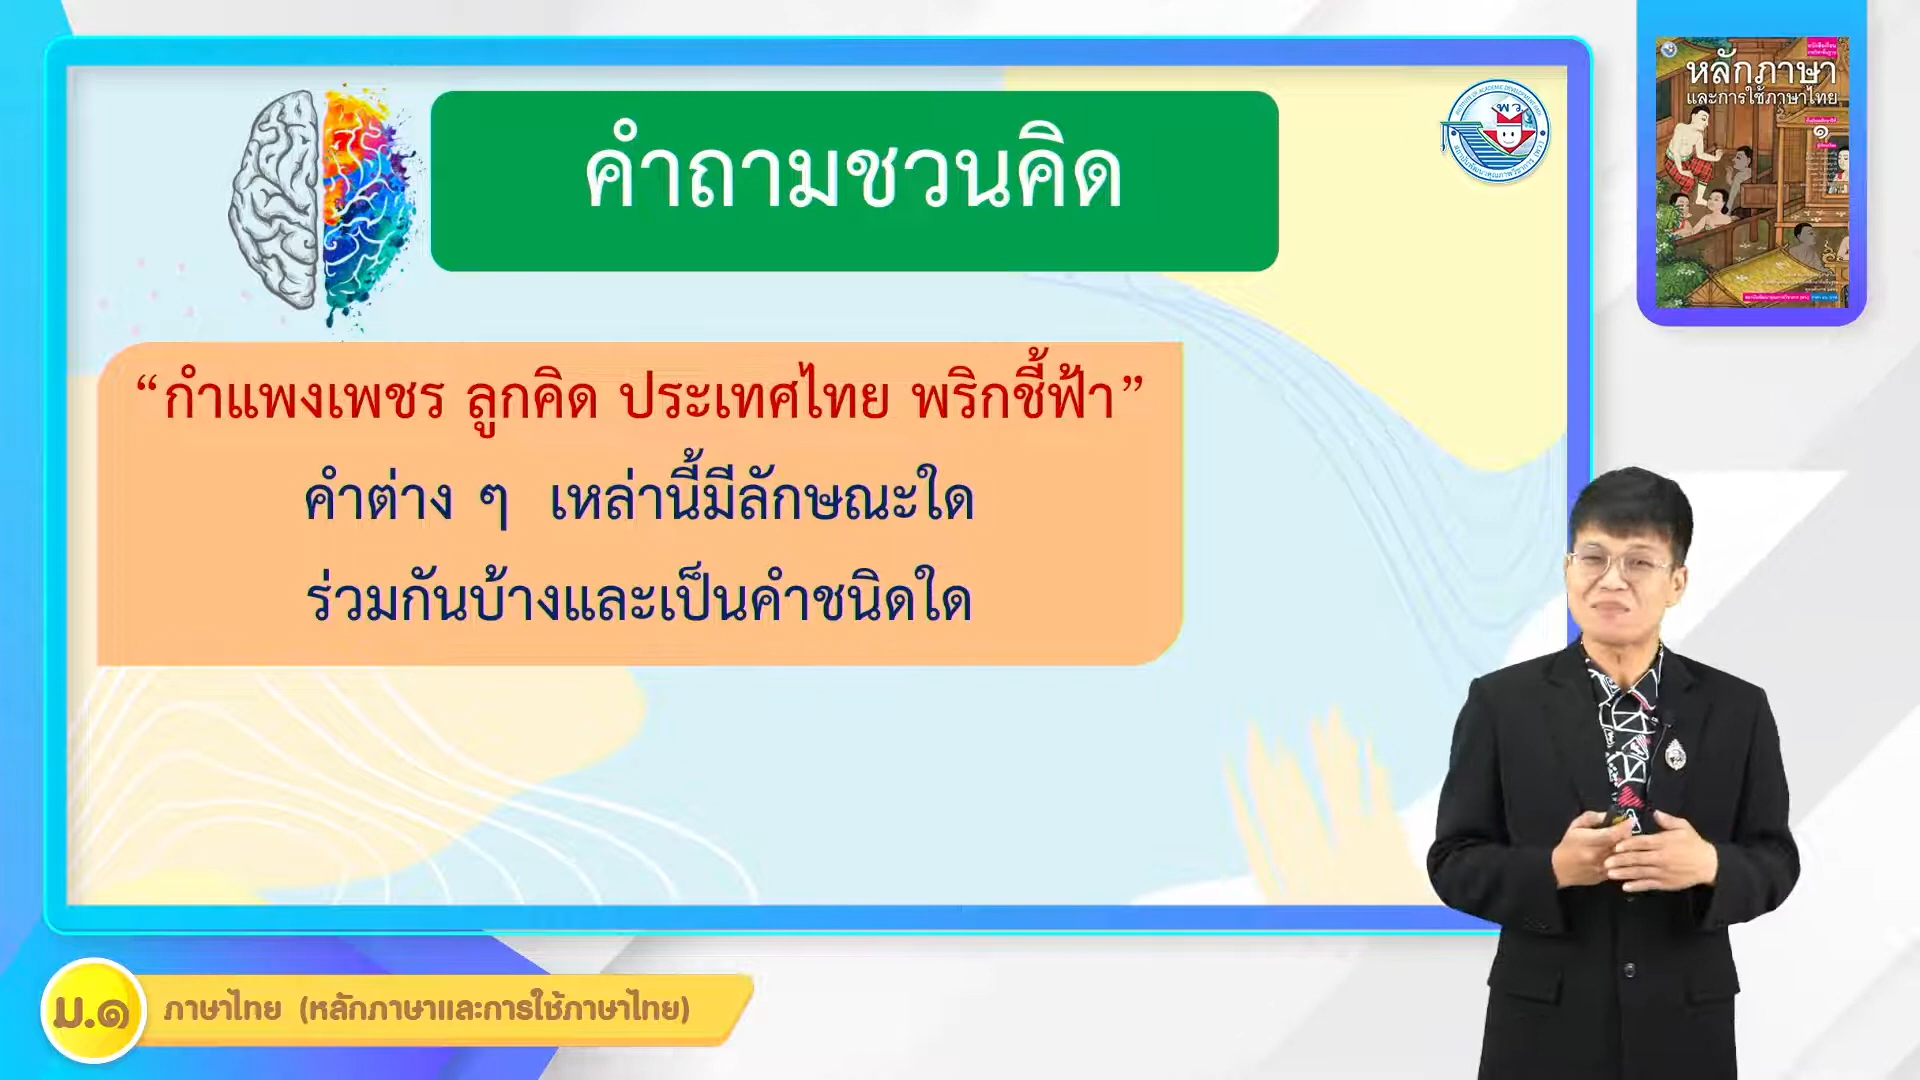 คำถามชวนคิด
“กำแพงเพชร ลูกคิด ประเทศไทย พริกชี้ฟ้า”
คำต่าง ๆ เหล่านี้มีลักษณะใด
ร่วมกันบ้างและเป็นคำชนิดใด
พว.
หลักภาษา
และการใช้ภาษาไทย
๑
ม.๑
ภาษาไทย (หลักภาษาและการใช้ภาษาไทย)